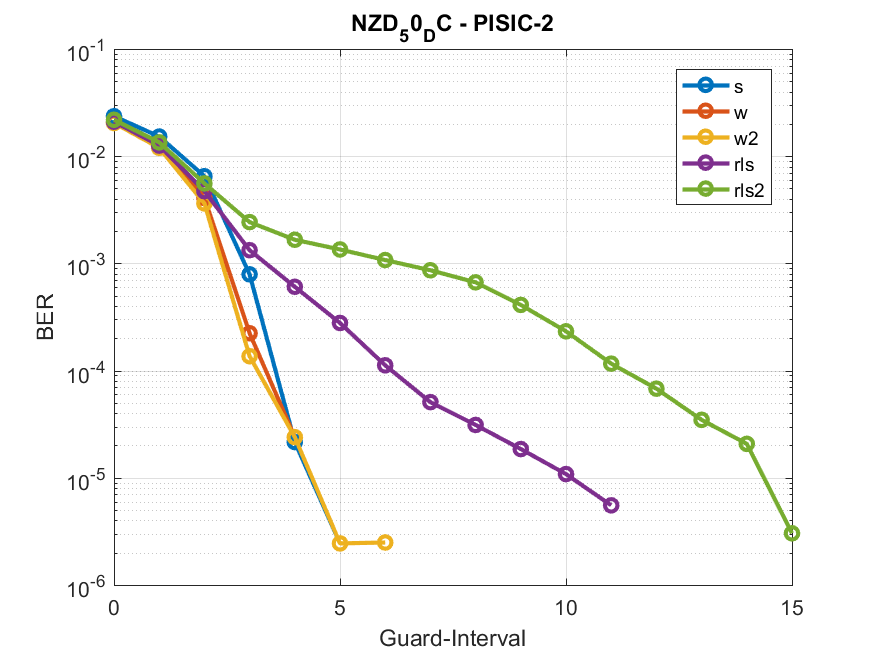 NZD₅0_DC - PISIC-2
10⁻¹
10⁻²
10⁻³
10⁻⁴
10⁻⁵
10⁻⁶
BER
0 5 10 15
Guard-Interval
s
w
w2
rls
rls2